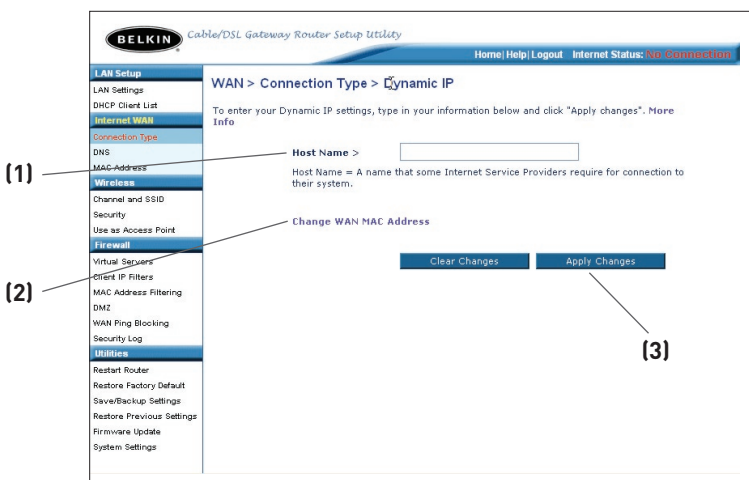 BELKIN
Cable/DSL Gateway Router Setup Utility
Home|Help|Logout Internet Status: No Connection
LAN Setup
LAN Settings
DHCP Client List
Internet WAN
Connection Type
DNS
MAC Address
Wireless
Channel and SSID
Security
Use as Access Point
Firewall
Virtual Servers
Client IP Filters
MAC Address Filtering
DMZ
WAN Ping Blocking
Security Log
Utilities
Restart Router
Restore Factory Default
Save/Backup Settings
Restore Previous Settings
Firmware Update
System Settings
WAN > Connection Type > Dynamic IP
To enter your Dynamic IP settings, type in your information below and click "Apply changes". More
Info
(1)
Host Name >
Host Name = A name that some Internet Service Providers require for connection to
their system.
(2)
Change WAN MAC Address
Clear Changes
Apply Changes
(3)